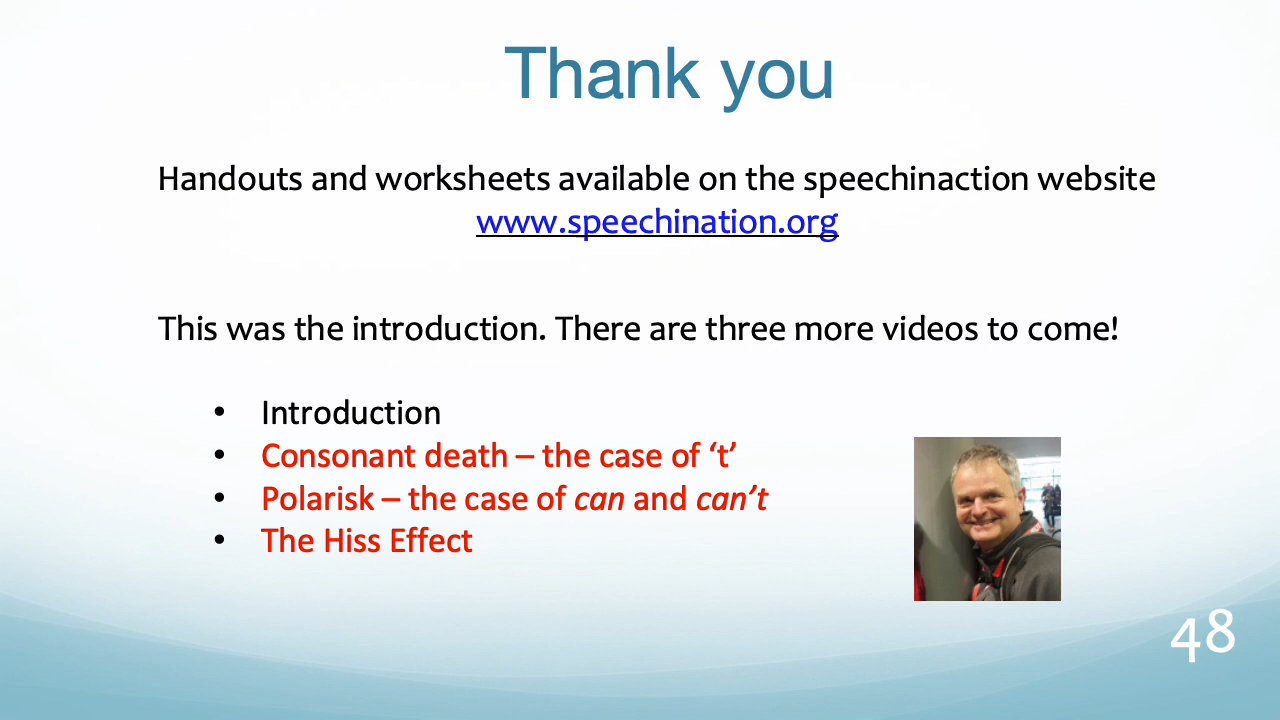 Thank you
Handouts and worksheets available on the speechinaction website
www.speechination.org
This was the introduction. There are three more videos to come!
• Introduction
• Consonant death – the case of ‘t’
• Polarisk – the case of can and can’t
• The Hiss Effect
48